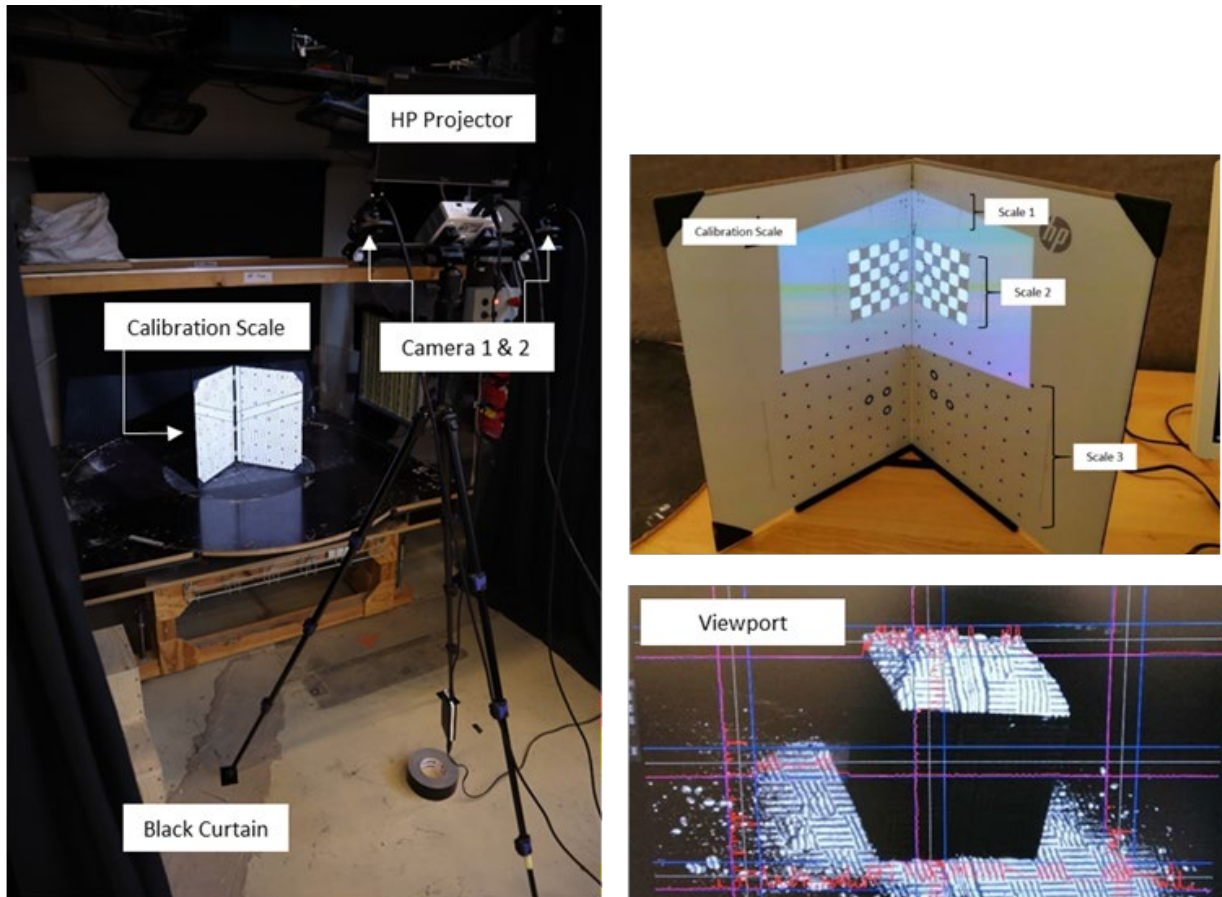 HP Projector
Calibration Scale
Camera 1 & 2
Black Curtain
Calibration Scale
Scale 1
hp
Scale 2
Scale 3
Viewport